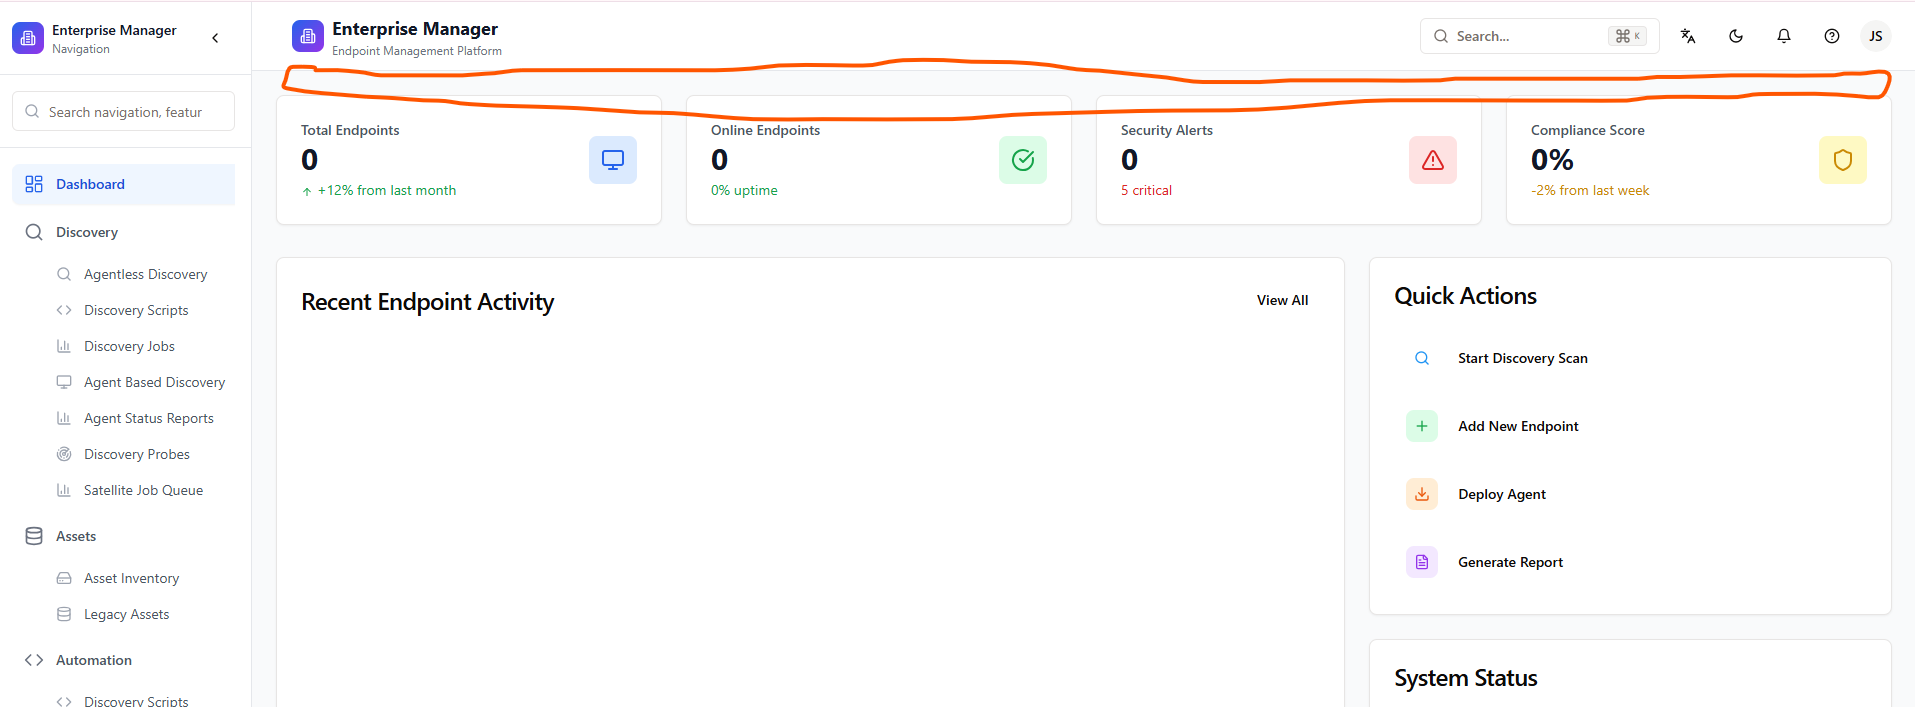 Enterprise Manager
Navigation
Search navigation, featur
Dashboard
Discovery
Agentless Discovery
Discovery Scripts
Discovery Jobs
Agent Based Discovery
Agent Status Reports
Discovery Probes
Satellite Job Queue
Assets
Asset Inventory
Legacy Assets
Automation
Discovery Scripts
Enterprise Manager
Endpoint Management Platform
Search...
⌘ K
JS
Total Endpoints
0
+12% from last month
Online Endpoints
0
0% uptime
Security Alerts
0
5 critical
Compliance Score
0%
-2% from last week
Recent Endpoint Activity
View All
Quick Actions
Start Discovery Scan
Add New Endpoint
Deploy Agent
Generate Report
System Status